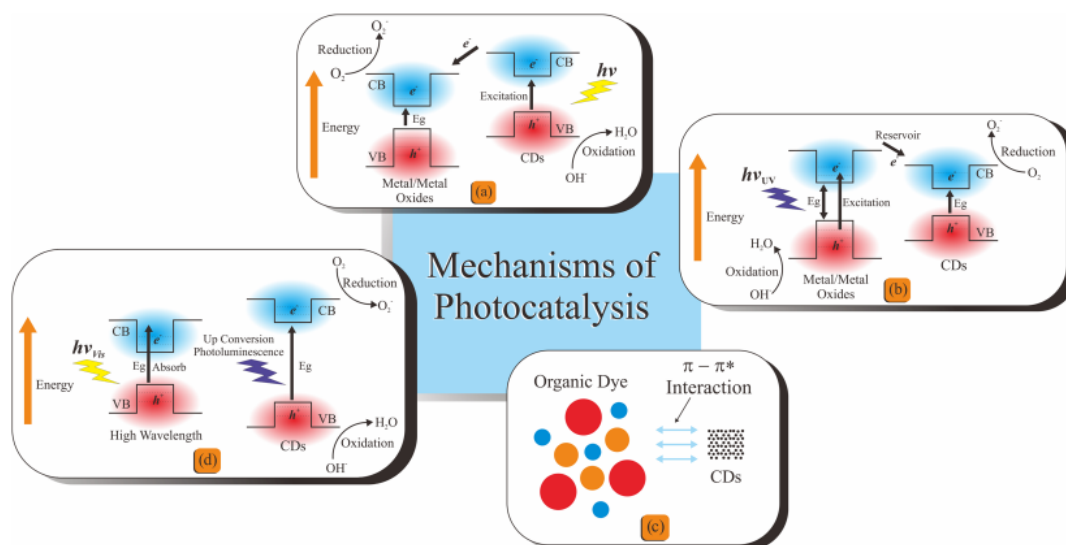 Mechanisms of
Photocatalysis
O₂⁻
Reduction
O₂
e⁻
CB
e⁻
Eg
VB
h⁺
Metal/Metal
Oxides
Energy
e⁻
CB
Excitation
h⁺
VB
CDs
hν
H₂O
Oxidation
OH⁻
(a)
Energy
hνUV
e⁻
Eg
Excitation
h⁺
Metal/Metal
Oxides
H₂O
Oxidation
OH⁻
Reservoir
e⁻
e⁻
CB
Eg
h⁺
VB
CDs
O₂⁻
Reduction
O₂
(b)
Organic Dye
π – π*
Interaction
CDs
(c)
Energy
hνVis
CB
e⁻
Eg
Absorb
VB
h⁺
High Wavelength
Up Conversion
Photoluminescence
e⁻
CB
Eg
h⁺
VB
CDs
O₂
Reduction
O₂⁻
H₂O
Oxidation
OH⁻
(d)